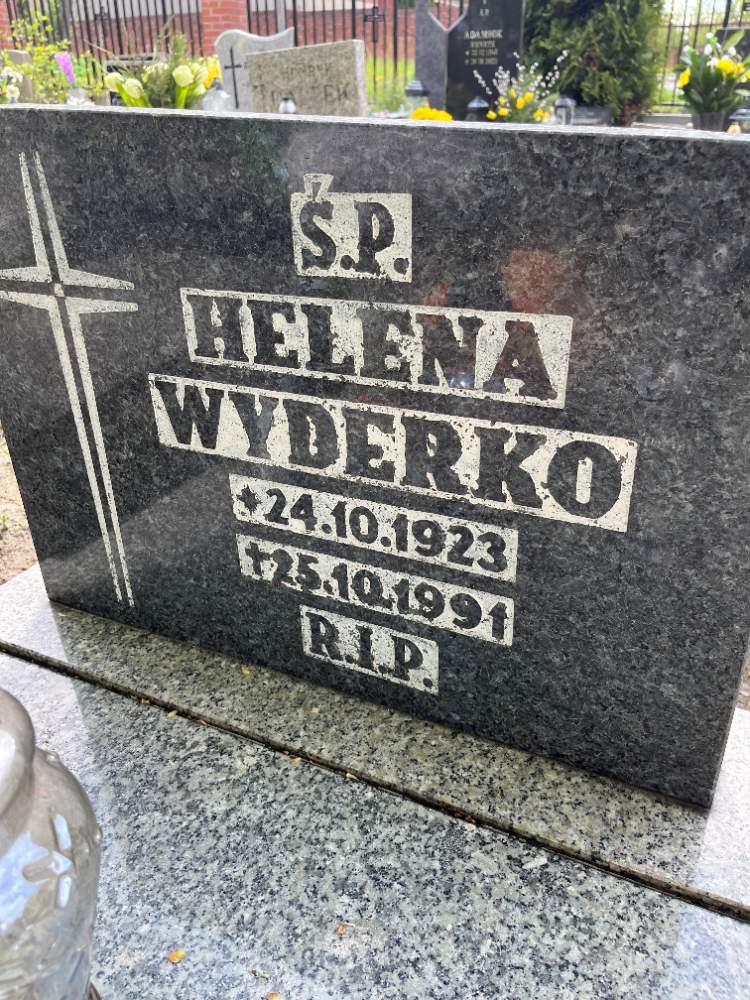 Ś.P.
HELENA
WYDERKO
*24.10.1923
†25.10.1991
R.I.P.